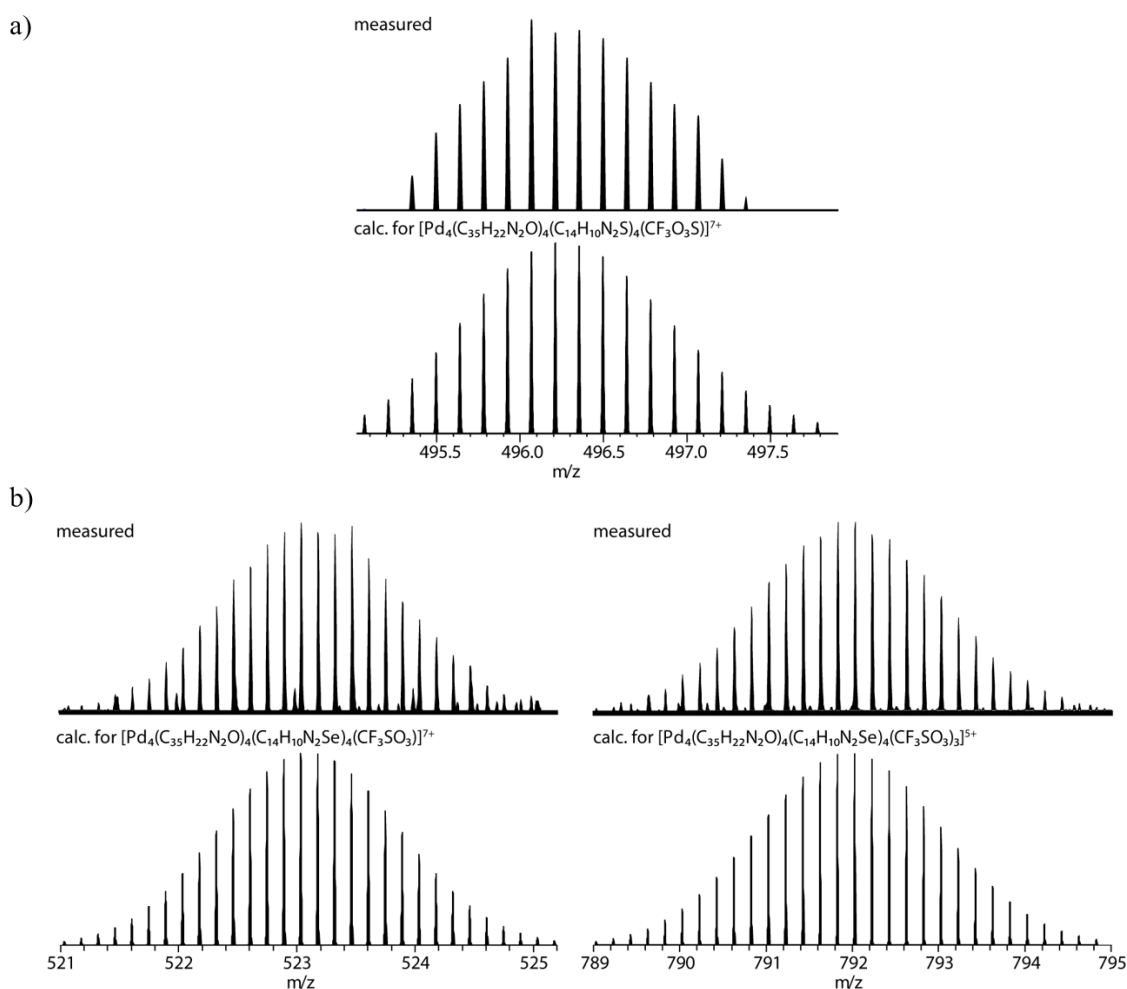 a)
measured
calc. for [Pd₄(C₃₅H₂₂N₂O)₄(C₁₄H₁₀N₂S)₄(CF₃O₃S)]⁷⁺
495.5 496.0 496.5 497.0 497.5
m/z
b)
measured
calc. for [Pd₄(C₃₅H₂₂N₂O)₄(C₁₄H₁₀N₂Se)₄(CF₃SO₃)]⁷⁺
521 522 523 524 525
m/z
measured
calc. for [Pd₄(C₃₅H₂₂N₂O)₄(C₁₄H₁₀N₂Se)₄(CF₃SO₃)₃]⁵⁺
789 790 791 792 793 794 795
m/z